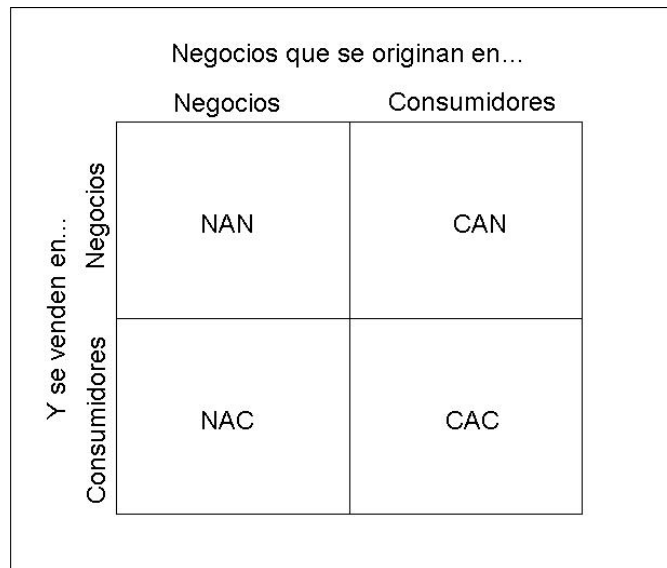 Negocios que se originan en...
Negocios Consumidores
Y se venden en...
Negocios
NAN CAN
Consumidores
NAC CAC